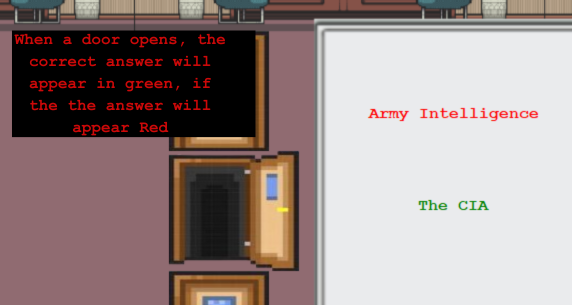 When a door opens, the
correct answer will
appear in green, if
the the answer will
appear Red
Army Intelligence
The CIA